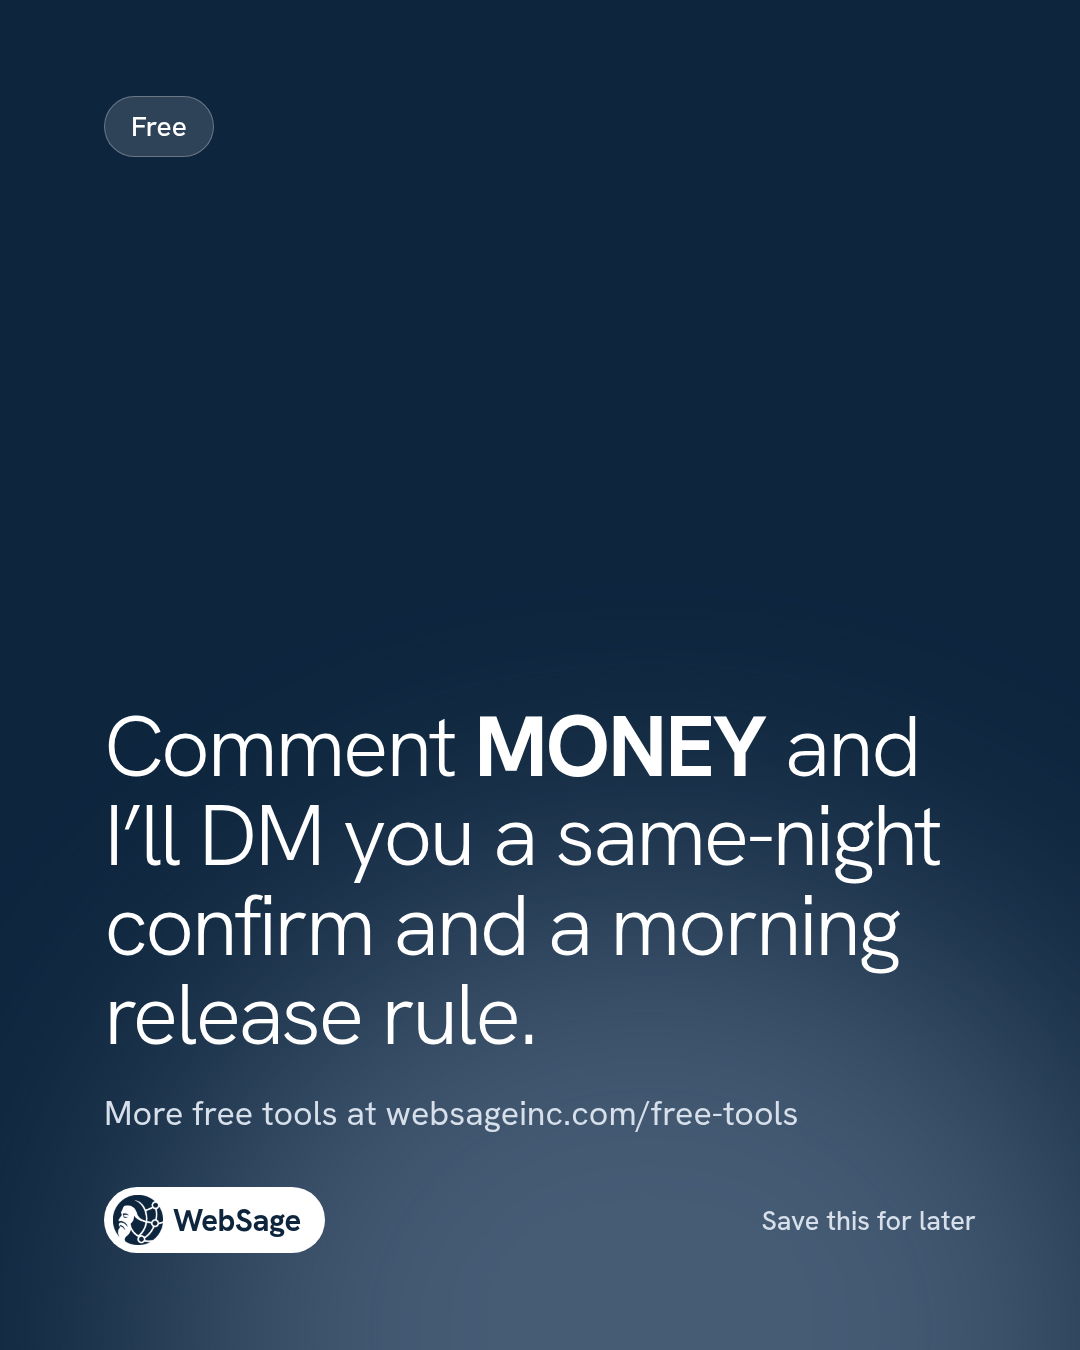 Free
Comment MONEY and
I’ll DM you a same-night
confirm and a morning
release rule.
More free tools at websageinc.com/free-tools
WebSage
Save this for later